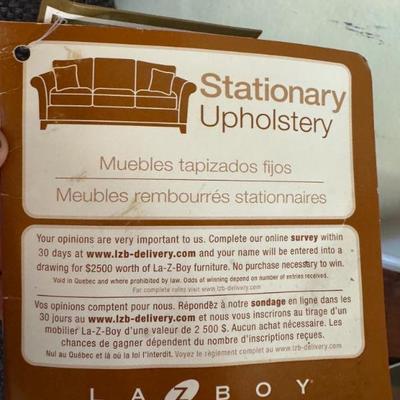 Stationary
Upholstery
Muebles tapizados fijos
Meubles rembourrés stationnaires
Your opinions are very important to us. Complete our online survey within
30 days at www.lzb-delivery.com and your name will be entered into a
drawing for $2500 worth of La-Z-Boy furniture. No purchase necessary to win.
Void in Quebec and where prohibited by law. Odds of winning depend on number of entries received.
For complete rules visit www.lzb-delivery.com
Vos opinions comptent pour nous. Répondez à notre sondage en ligne dans les
30 jours au www.lzb-delivery.com et nous vous inscrirons au tirage d'un
mobilier La-Z-Boy d'une valeur de 2 500 $. Aucun achat nécessaire. Les
chances de gagner dépendent du nombre d'inscriptions reçues.
Nul au Québec et là où la loi l'interdit. Voyez le règlement complet au www.lzb-delivery.com
LA Z BOY